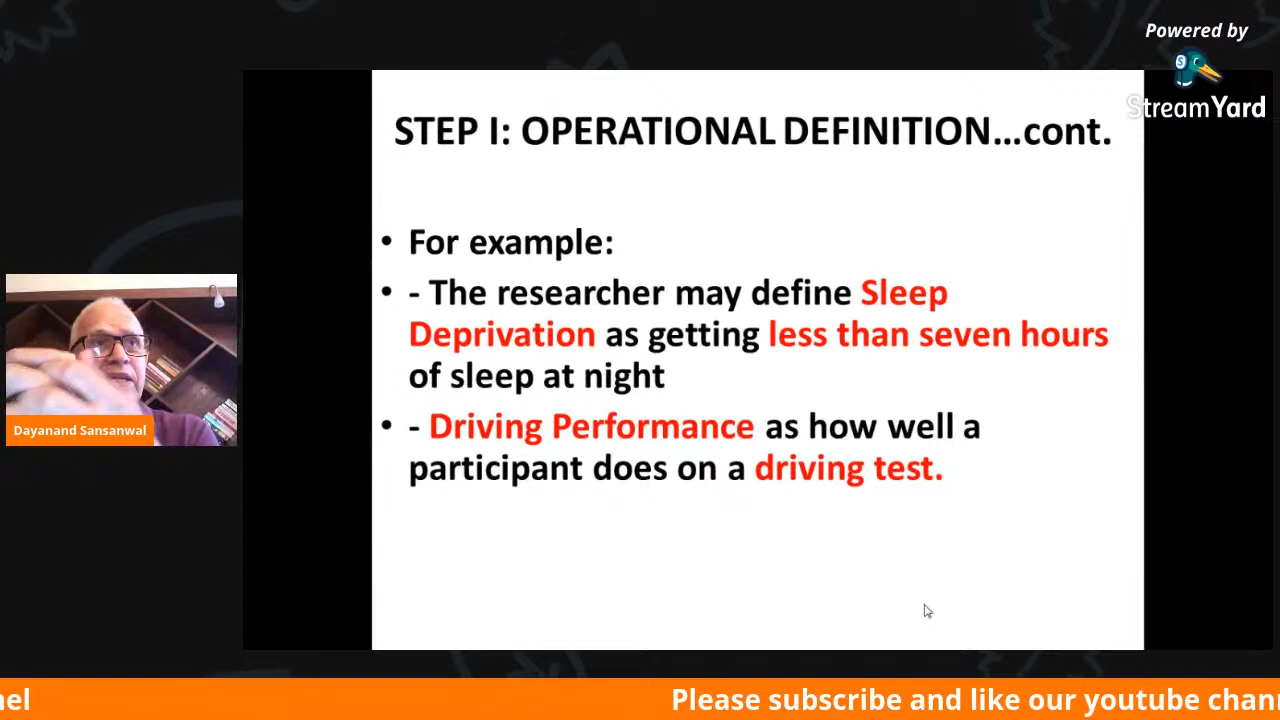 Powered by
StreamYard
STEP I: OPERATIONAL DEFINITION...cont.
• For example:
• - The researcher may define Sleep
Deprivation as getting less than seven hours
of sleep at night
• - Driving Performance as how well a
participant does on a driving test.
Dayanand Sansanwal
nel
Please subscribe and like our youtube chan